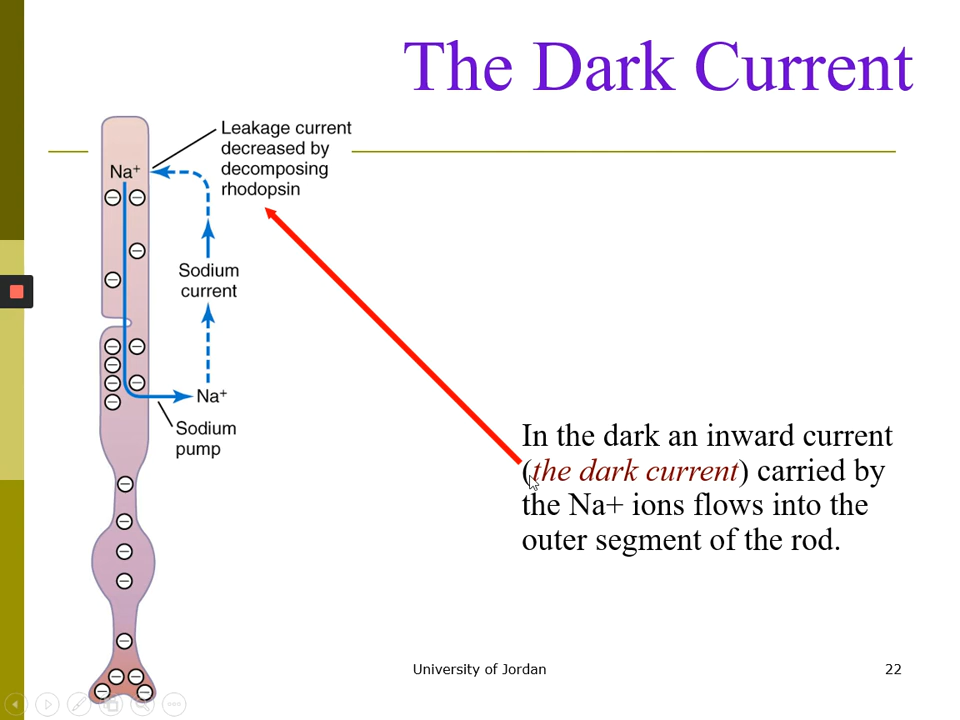 The Dark Current
Leakage current
decreased by
decomposing
rhodopsin
Na+
Sodium
current
Na+
Sodium
pump
In the dark an inward current
(the dark current) carried by
the Na+ ions flows into the
outer segment of the rod.
University of Jordan
22